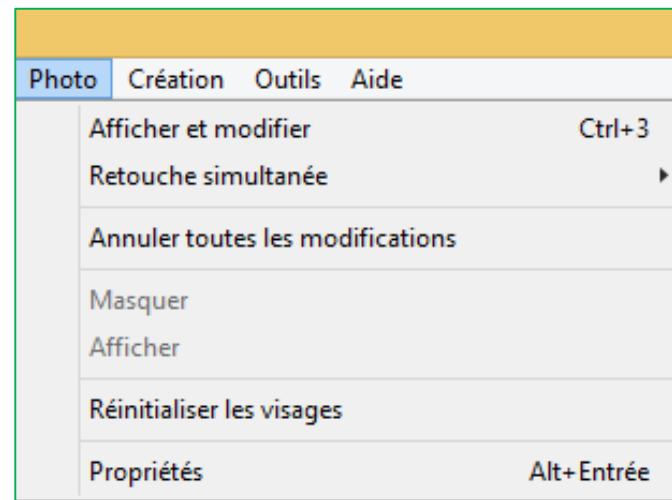 Photo Création Outils Aide
Afficher et modifier Ctrl+3
Retouche simultanée
Annuler toutes les modifications
Masquer
Afficher
Réinitialiser les visages
Propriétés Alt+Entrée